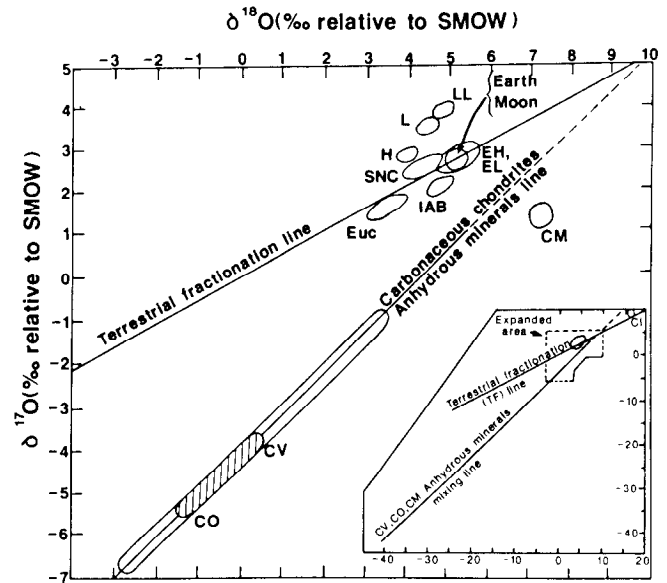 δ¹⁸O(‰ relative to SMOW)
-3 -2 -1 0 1 2 3 4 5 6 7 8 9 10
δ¹⁷O(‰ relative to SMOW)
5
4
3
2
1
0
-1
-2
-3
-4
-5
-6
-7
Earth
Moon
LL
L
H
SNC
EH,
EL
IAB
Euc
CM
Terrestrial fractionation line
Carbonaceous chondrites
Anhydrous minerals line
CV
CO
Expanded
area
CI
Terrestrial fractionation
(TF) line
CV,CO,CM Anhydrous minerals
mixing line
0
-10
-20
-30
-40
-40 -30 -20 -10 0 10 20